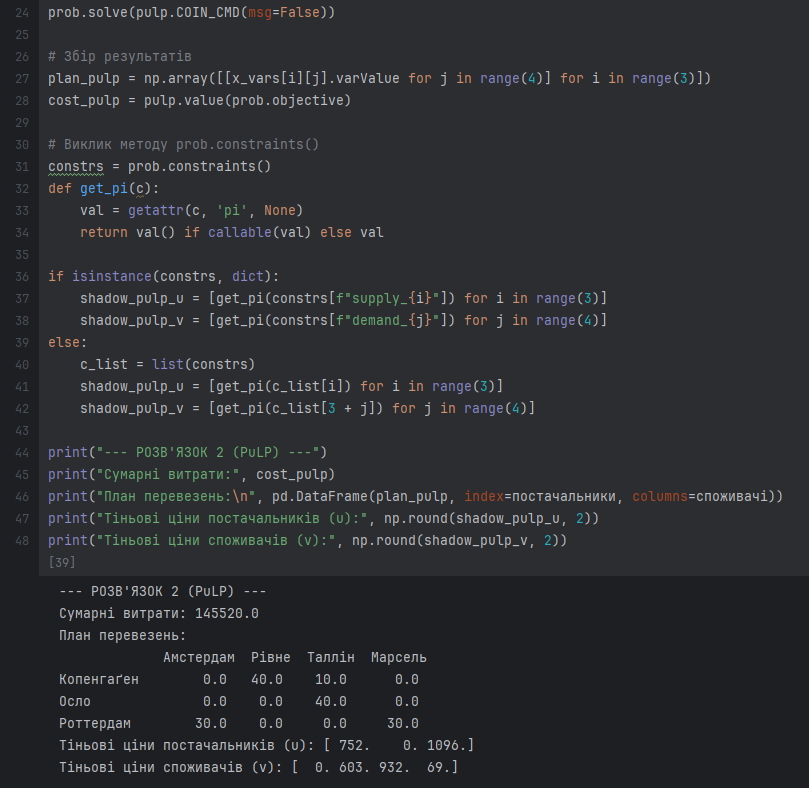 24 prob.solve(pulp.COIN_CMD(msg=False))
25
26 # Збір результатів
27 plan_pulp = np.array([[x_vars[i][j].varValue for j in range(4)] for i in range(3)])
28 cost_pulp = pulp.value(prob.objective)
29
30 # Виклик методу prob.constraints()
31 constrs = prob.constraints()
32 def get_pi(c):
33     val = getattr(c, 'pi', None)
34     return val() if callable(val) else val
35
36 if isinstance(constrs, dict):
37     shadow_pulp_u = [get_pi(constrs[f"supply_{i}"]) for i in range(3)]
38     shadow_pulp_v = [get_pi(constrs[f"demand_{j}"]) for j in range(4)]
39 else:
40     c_list = list(constrs)
41     shadow_pulp_u = [get_pi(c_list[i]) for i in range(3)]
42     shadow_pulp_v = [get_pi(c_list[3 + j]) for j in range(4)]
43
44 print("--- РОЗВ'ЯЗОК 2 (PuLP) ---")
45 print("Сумарні витрати:", cost_pulp)
46 print("План перевезень:\n", pd.DataFrame(plan_pulp, index=постачальники, columns=споживачі))
47 print("Тіньові ціни постачальників (u):", np.round(shadow_pulp_u, 2))
48 print("Тіньові ціни споживачів (v):", np.round(shadow_pulp_v, 2))
[39]
--- РОЗВ'ЯЗОК 2 (PuLP) ---
Сумарні витрати: 145520.0
План перевезень:
             Амстердам  Рівне  Таллін  Марсель
Копенгаґен        0.0   40.0    10.0      0.0
Осло              0.0    0.0    40.0      0.0
Роттердам        30.0    0.0     0.0     30.0
Тіньові ціни постачальників (u): [ 752.    0. 1096.]
Тіньові ціни споживачів (v): [  0. 603. 932.  69.]